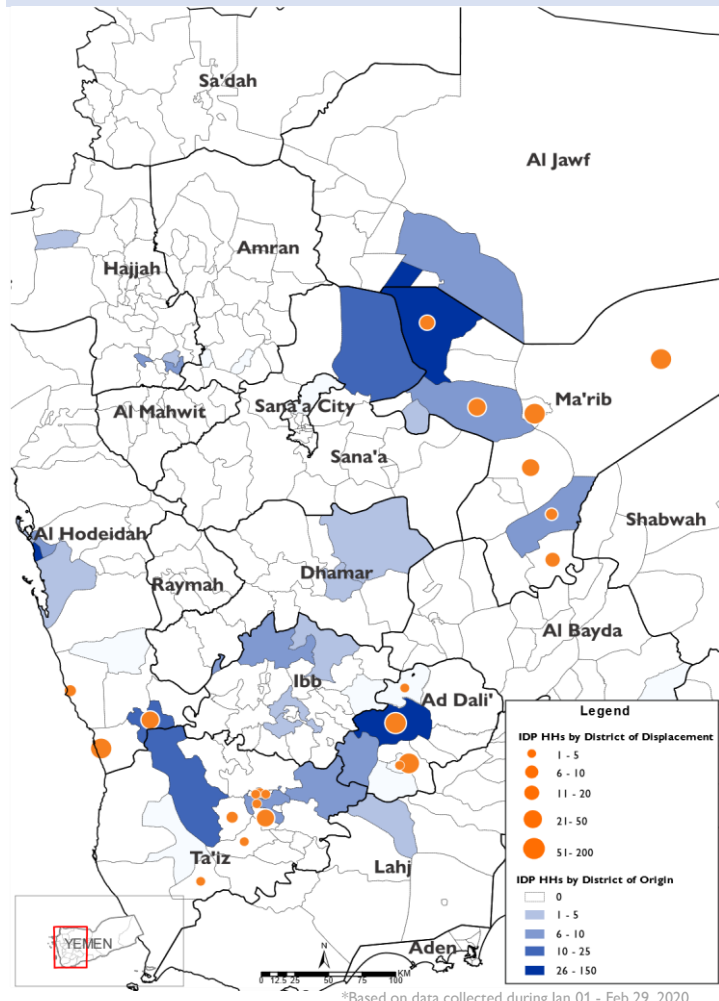 Sa'dah
Al Jawf
Amran
Hajjah
Ma'rib
Sana'a City
Al Mahwit
Sana'a
Shabwah
Al Hodeidah
Raymah
Dhamar
Al Bayda
Ibb
Ad Dali'
Ta'iz
Lahj
Aden
Legend
IDP HHs by District of Displacement
1 - 5
6 - 10
11 - 20
21- 50
51- 200
IDP HHs by District of Origin
0
1 - 5
6 - 10
10 - 25
26 - 150
YEMEN
N
0 12.5 25 50 75 100
KM
*Based on data collected during Jan 01 - Feb 29, 2020